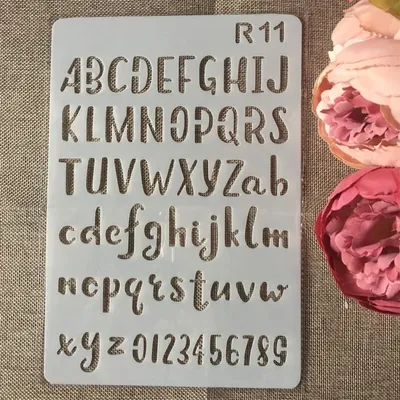 R11
ABCDEFGHIJ
KLMNOPQRS
TUVWXYZab
cdefghijklm
nopqrstuvw
xyz0123456789